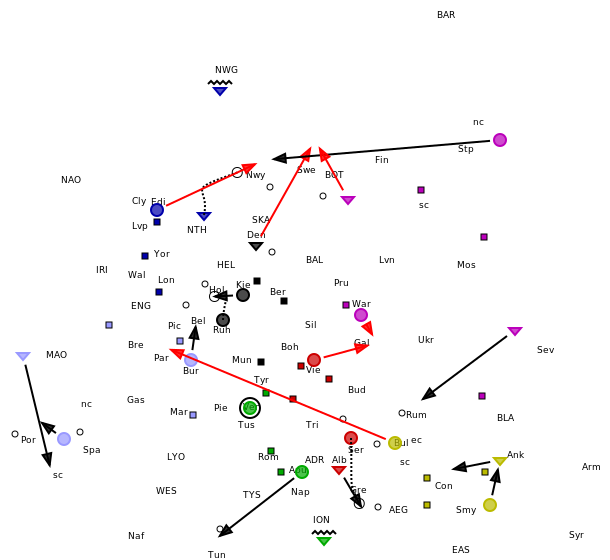 BAR
NWG
nc
Stp
Fin
Swe
BOT
Nwy
NAO
Cly Edi
sc
Lvp
SKA
NTH
Den
Yor
BAL
Lvn
Mos
HEL
IRI
Wal
Lon
Hol
Kie
Ber
Pru
ENG
War
Bel
Pic
Ruh
Sil
Bre
Gal
Ukr
Boh
Sev
MAO
Par
Mun
Vie
Bur
Tyr
Bud
Gas
nc
Mar
Pie
Ven
Rum
BLA
Tus
Tri
Por
Spa
Ser
Bul ec
LYO
Rom
ADR Alb
sc
Ank
sc
Apu
Arm
WES
TYS
Nap
Gre
Con
AEG
Smy
ION
Naf
Syr
Tun
EAS